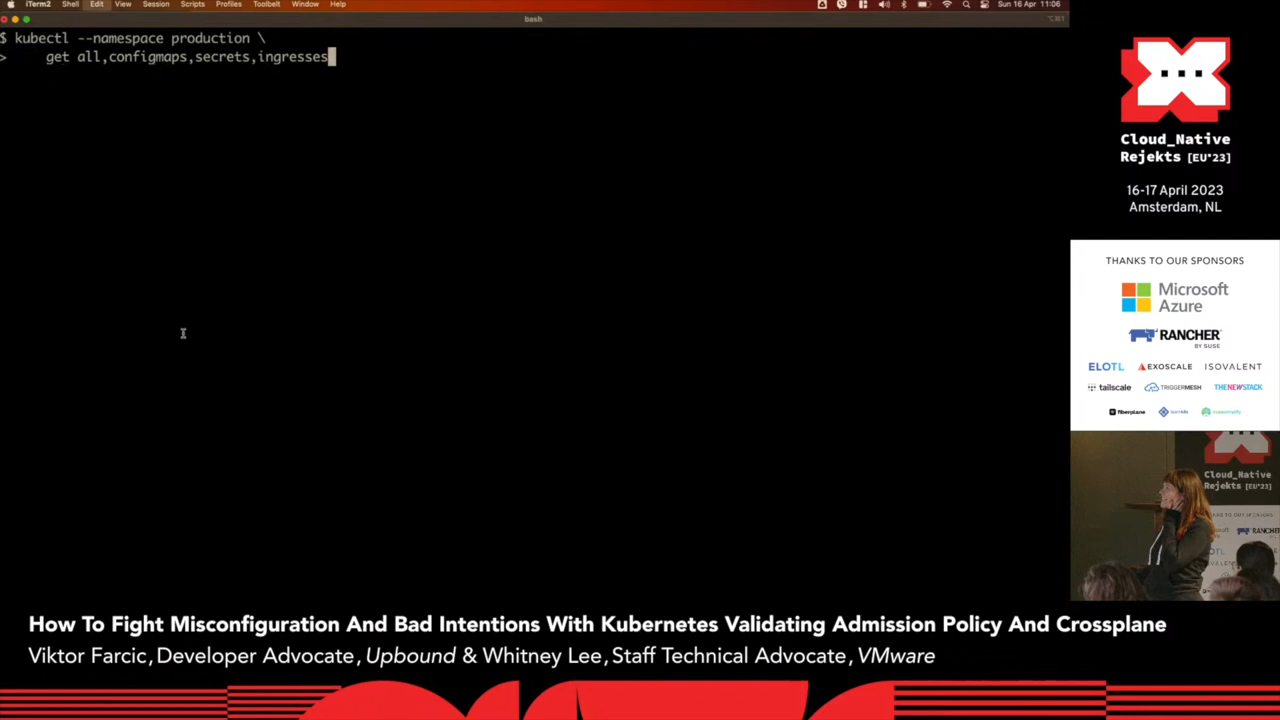 iTerm2 Shell Edit View Session Scripts Profiles Toolbelt Window Help Sun 16 Apr 11:06
bash
$ kubectl --namespace production \
> get all,configmaps,secrets,ingresses
Cloud_Native
Rejekts [EU'23]
16-17 April 2023
Amsterdam, NL
THANKS TO OUR SPONSORS
Microsoft
Azure
RANCHER
BY SUSE
ELOTL EXOSCALE ISOVALENT
tailscale TRIGGERMESH THENEWSTACK
fiberplane
Cloud_Native
Rejekts [EU'23]
RANCHER
How To Fight Misconfiguration And Bad Intentions With Kubernetes Validating Admission Policy And Crossplane
Viktor Farcic, Developer Advocate, Upbound & Whitney Lee, Staff Technical Advocate, VMware